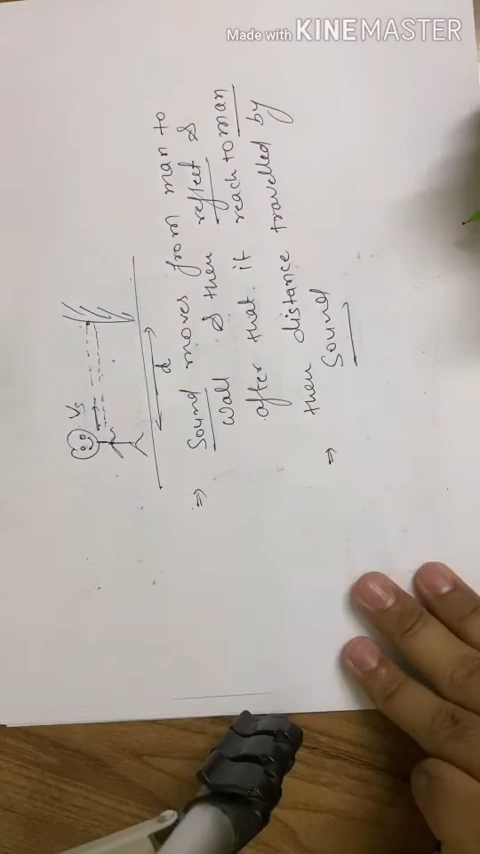 Made with KINEMASTER
Vs
d
⇒ Sound moves from man to
wall & then reflect &
after that it reach to man
then distance travelled by
Sound
⇒